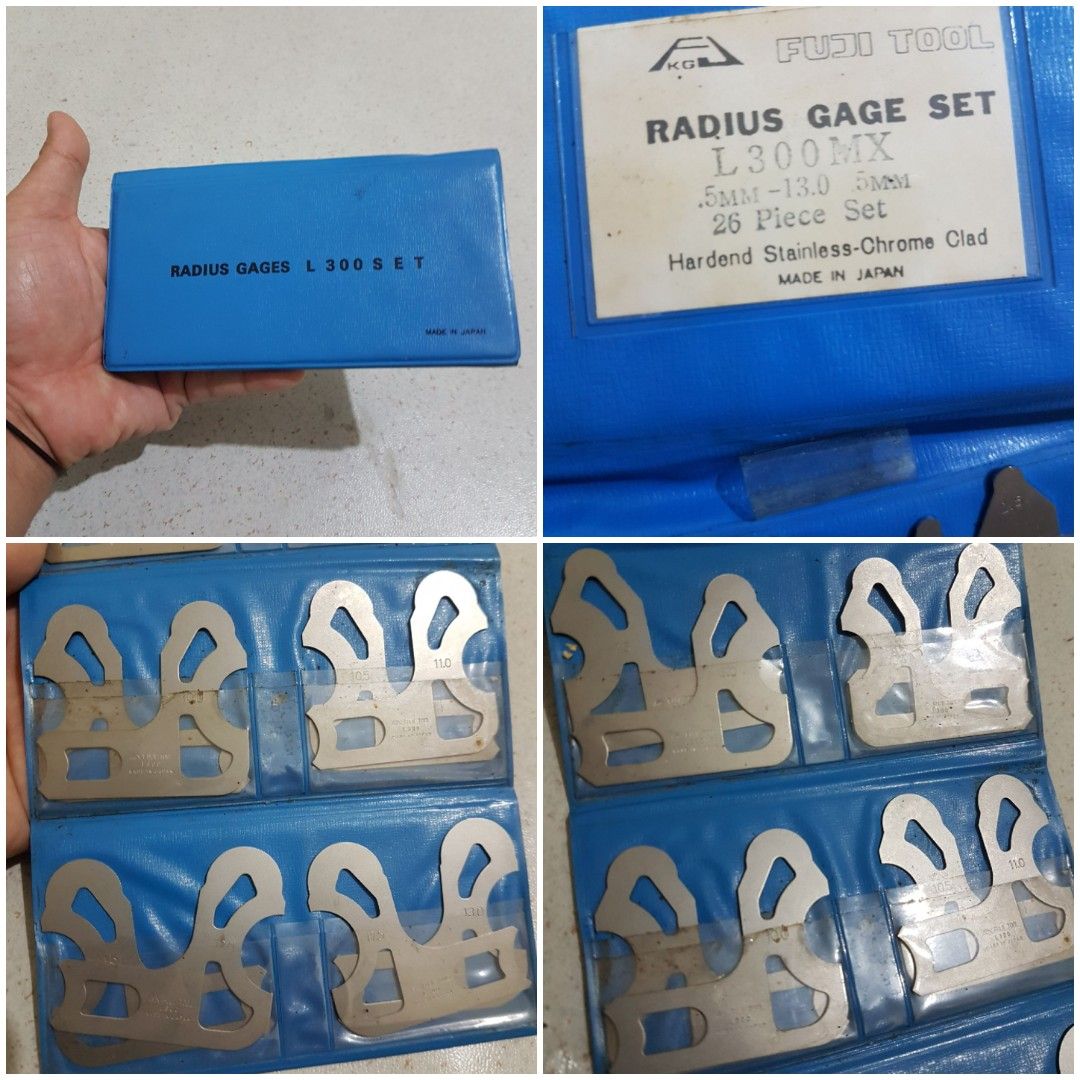 RADIUS GAGES L 300 SET
MADE IN JAPAN
KG
FUJI TOOL
RADIUS GAGE SET
L300MX
.5MM -13.0 .5MM
26 Piece Set
Hardend Stainless-Chrome Clad
MADE IN JAPAN
10.5
11.0
13.0
10.5
11.0